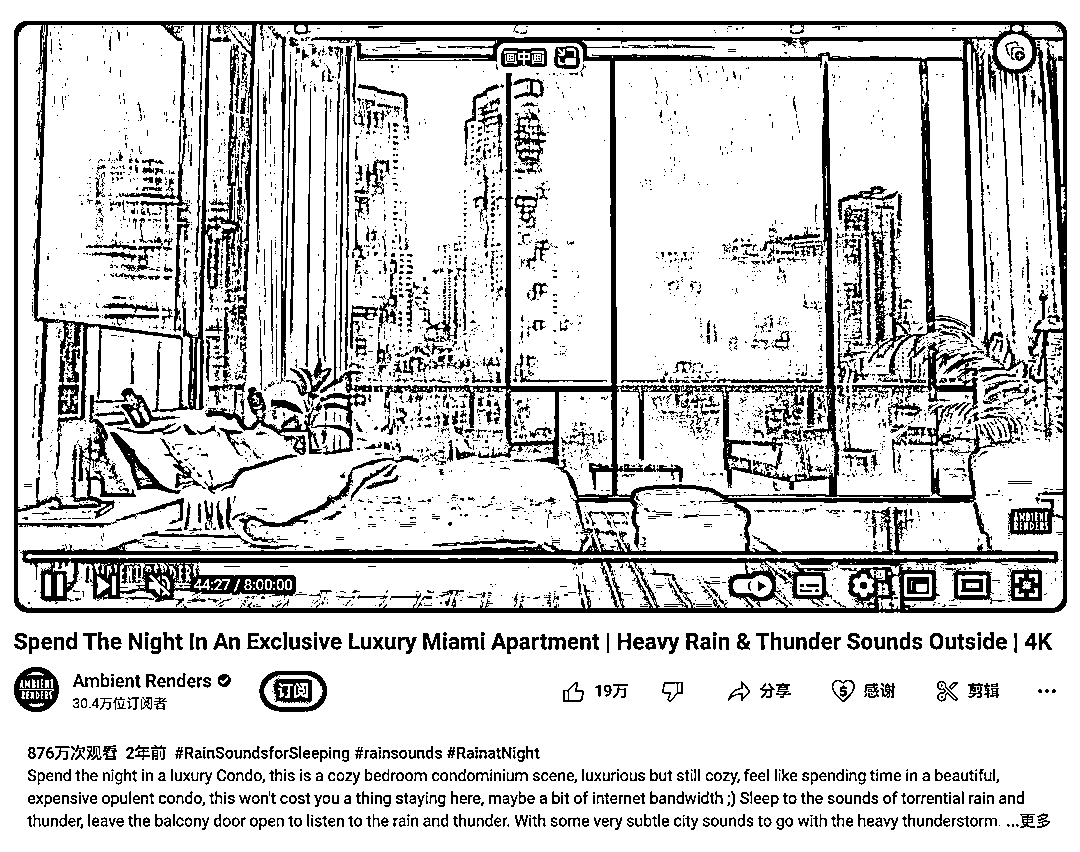 画中画
AMBIENT
RENDERS
AMBIENT RENDERS
44:27 / 8:00:00
Spend The Night In An Exclusive Luxury Miami Apartment | Heavy Rain & Thunder Sounds Outside | 4K
AMBIENT
RENDERS
Ambient Renders
30.4万位订阅者
订阅
19万
分享
感谢
剪辑
876万次观看 2年前 #RainSoundsforSleeping #rainsounds #RainatNight
Spend the night in a luxury Condo, this is a cozy bedroom condominium scene, luxurious but still cozy, feel like spending time in a beautiful,
expensive opulent condo, this won't cost you a thing staying here, maybe a bit of internet bandwidth ;) Sleep to the sounds of torrential rain and
thunder, leave the balcony door open to listen to the rain and thunder. With some very subtle city sounds to go with the heavy thunderstorm. ...更多